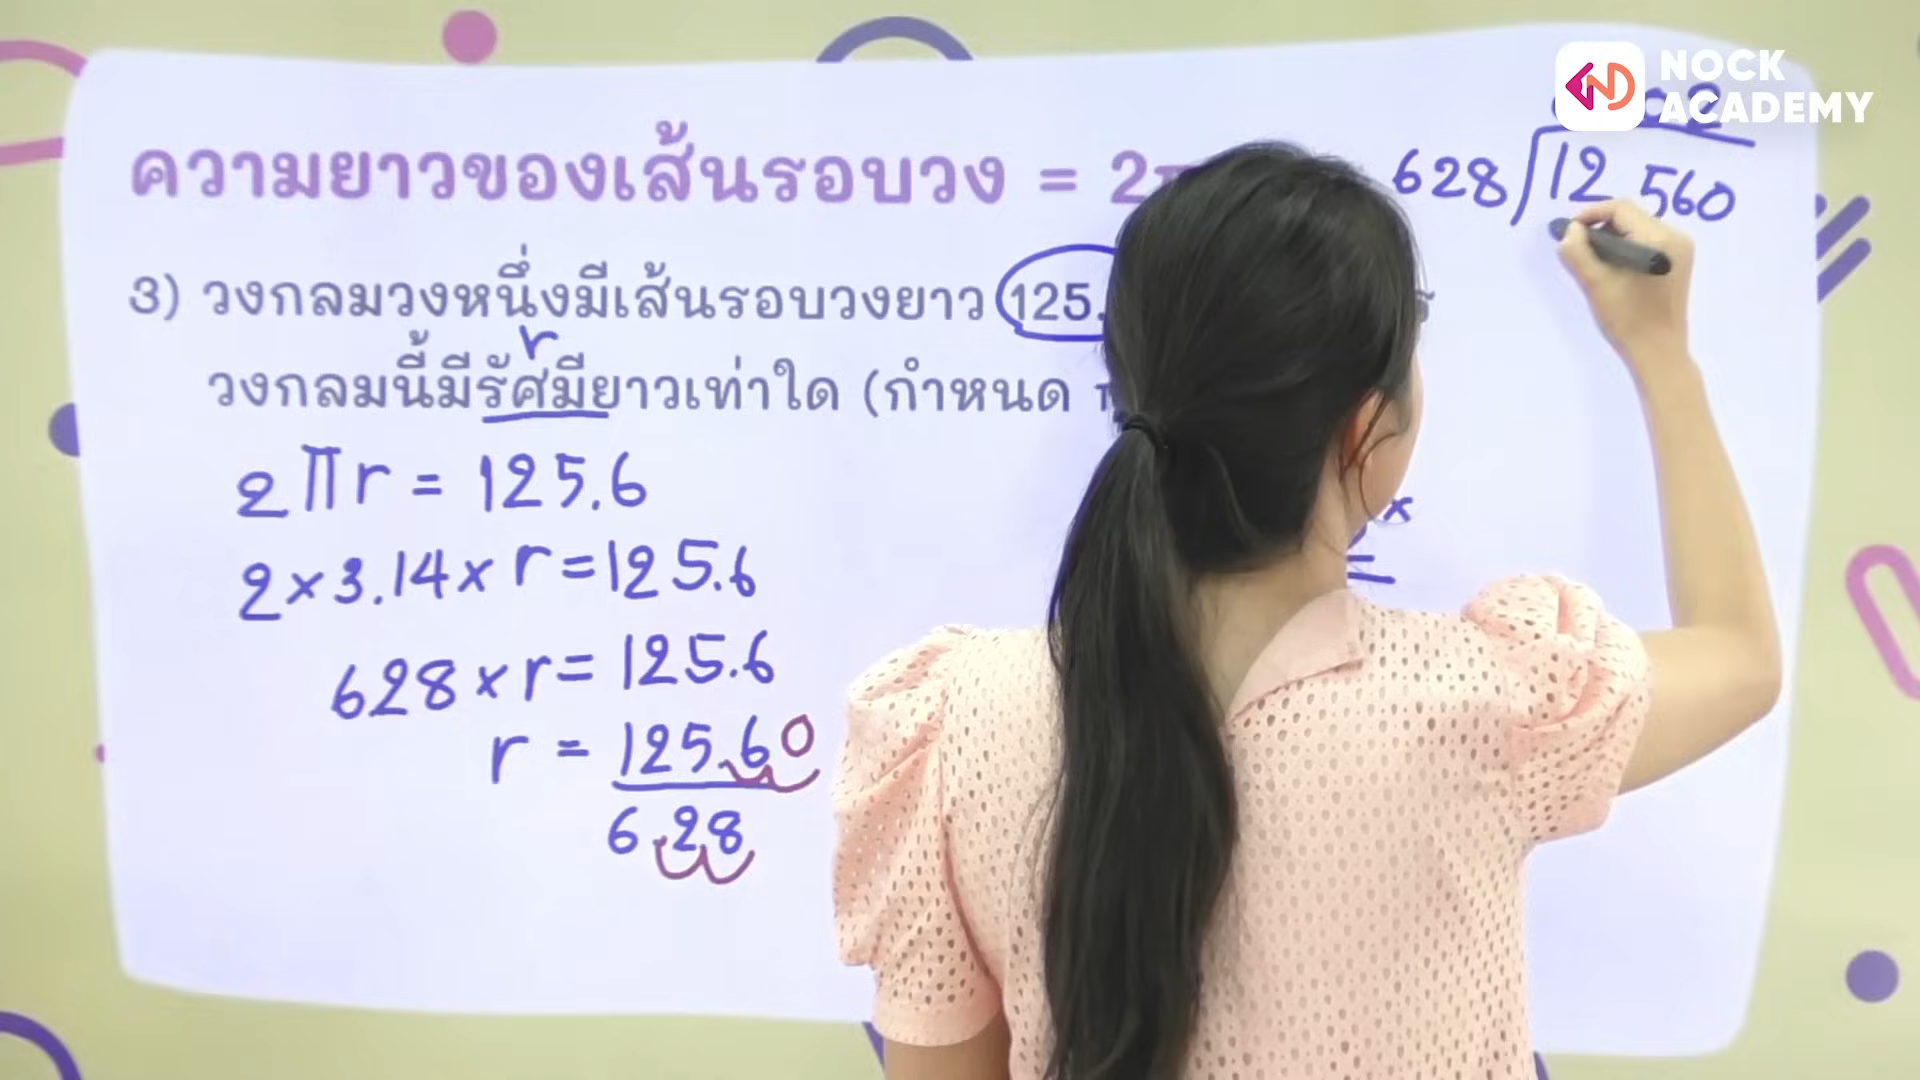 NOCK
ACADEMY
ความยาวของเส้นรอบวง = 2
3) วงกลมวงหนึ่งมีเส้นรอบวงยาว 125.
r
วงกลมนี้มีรัศมียาวเท่าใด (กำหนด
2πr = 125.6
2 × 3.14 × r = 125.6
628 × r = 125.6
r = 125.60
6.28
628 12560
2
×
=